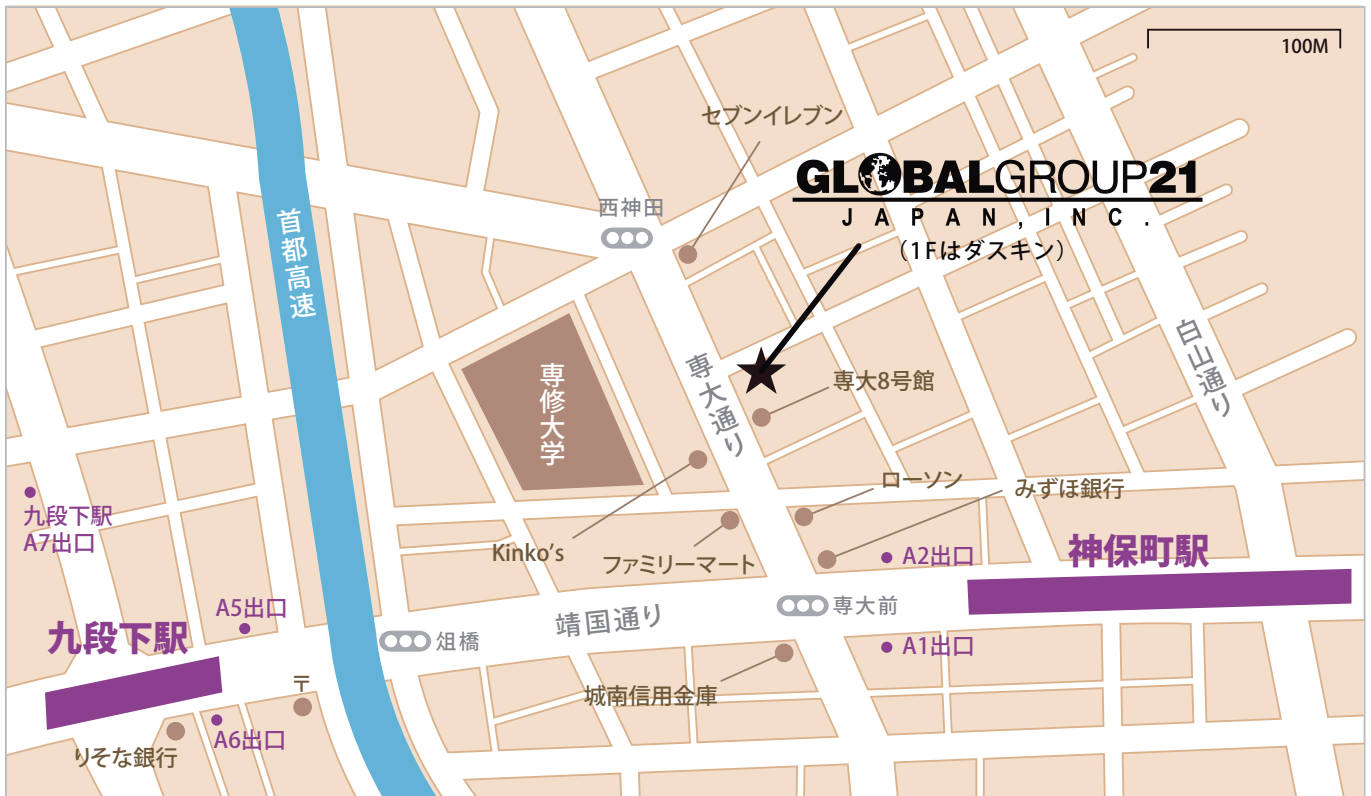 100M
セブンイレブン
GLOBALGROUP21
JAPAN, INC.
（1Fはダスキン）
西神田
首都高速
白山通り
専大通り
専修大学
専大8号館
ローソン
みずほ銀行
九段下駅
A7出口
Kinko's
ファミリーマート
A2出口
神保町駅
専大前
靖国通り
A5出口
九段下駅
俎橋
A1出口
城南信用金庫
〒
A6出口
りそな銀行